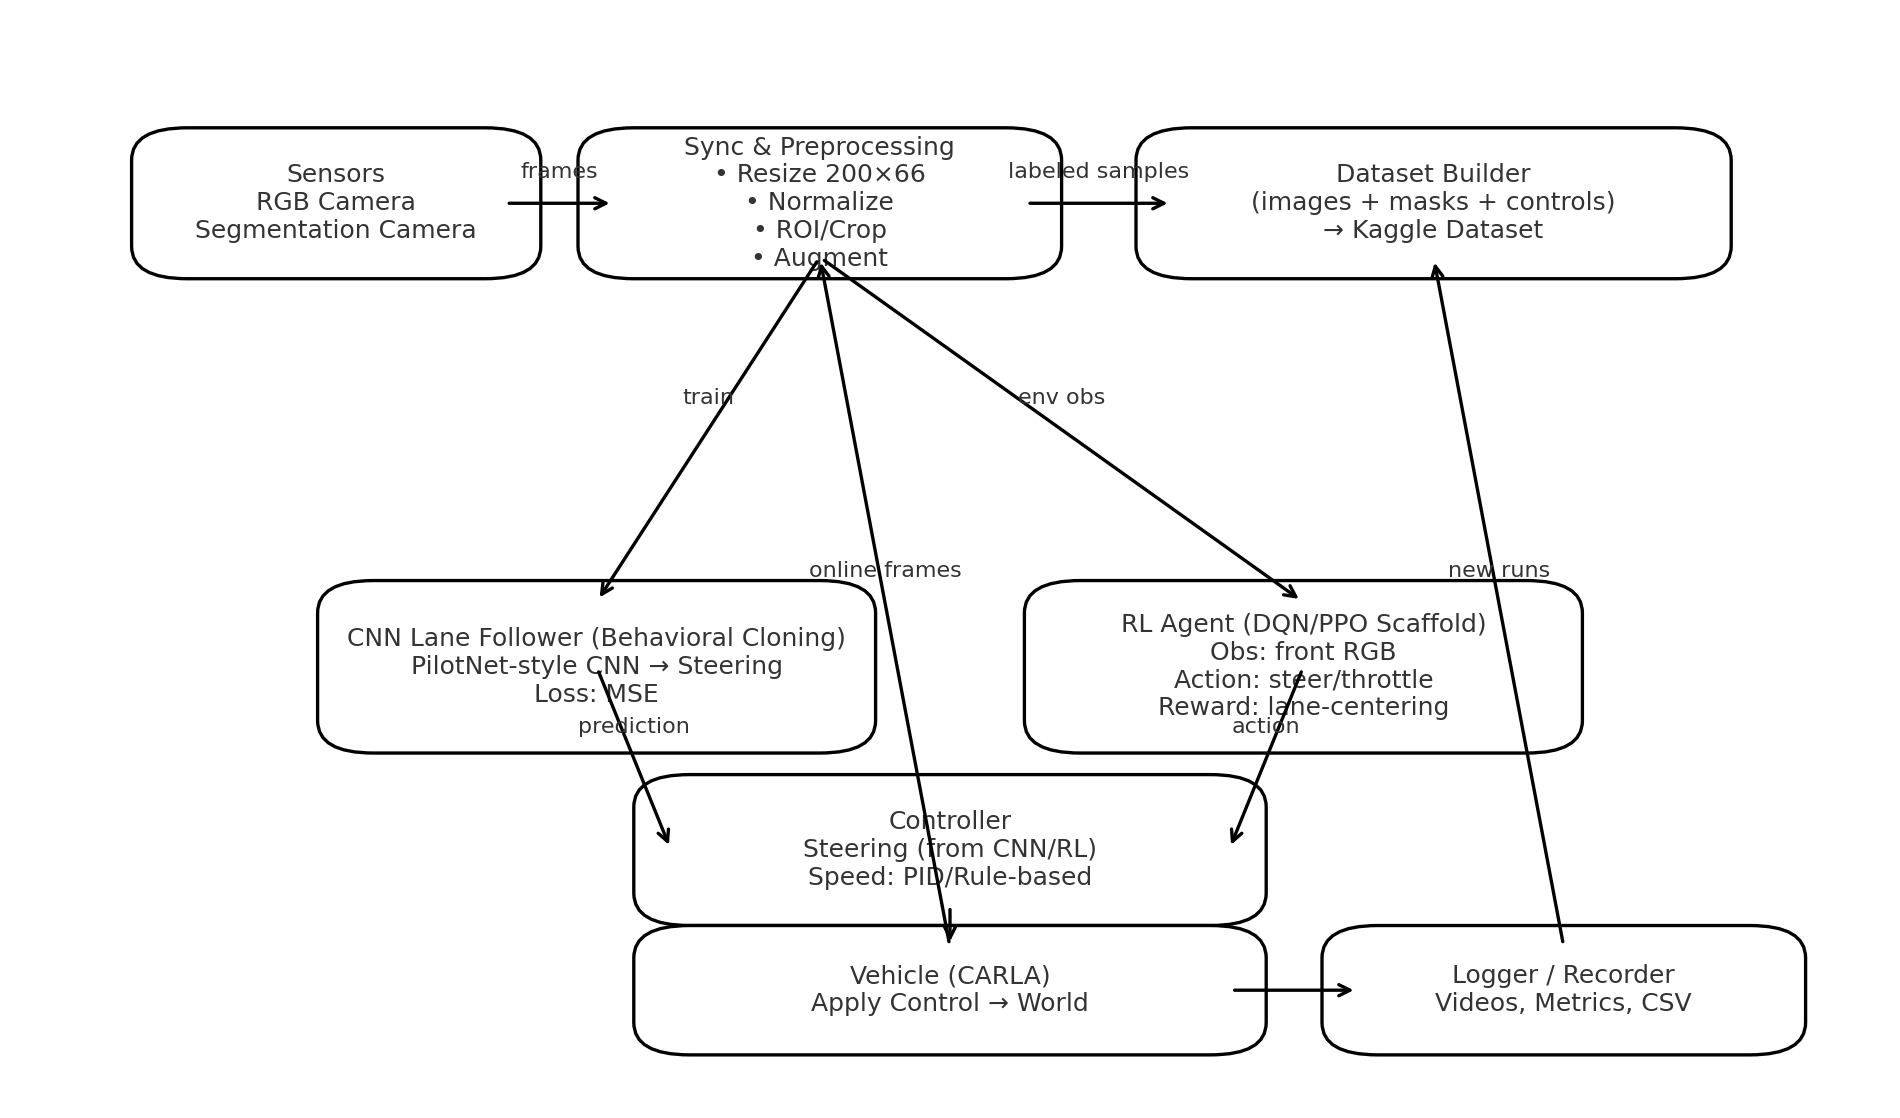 Sensors
RGB Camera
Segmentation Camera
frames
Sync & Preprocessing
• Resize 200×66
• Normalize
• ROI/Crop
• Augment
labeled samples
Dataset Builder
(images + masks + controls)
→ Kaggle Dataset
train
env obs
online frames
new runs
CNN Lane Follower (Behavioral Cloning)
PilotNet-style CNN → Steering
Loss: MSE
prediction
RL Agent (DQN/PPO Scaffold)
Obs: front RGB
Action: steer/throttle
Reward: lane-centering
action
Controller
Steering (from CNN/RL)
Speed: PID/Rule-based
Vehicle (CARLA)
Apply Control → World
Logger / Recorder
Videos, Metrics, CSV